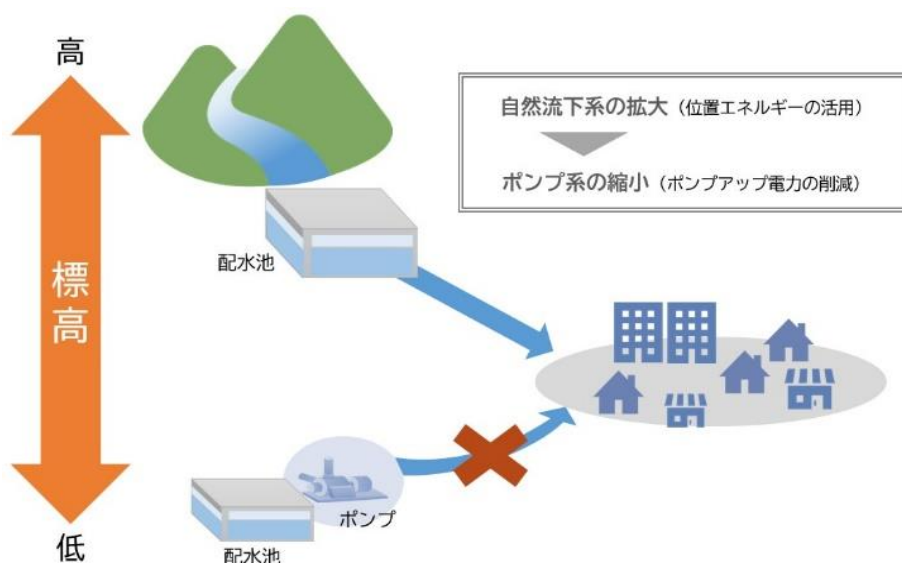 高
自然流下系の拡大（位置エネルギーの活用）
ポンプ系の縮小（ポンプアップ電力の削減）
標高
配水池
ポンプ
低
配水池